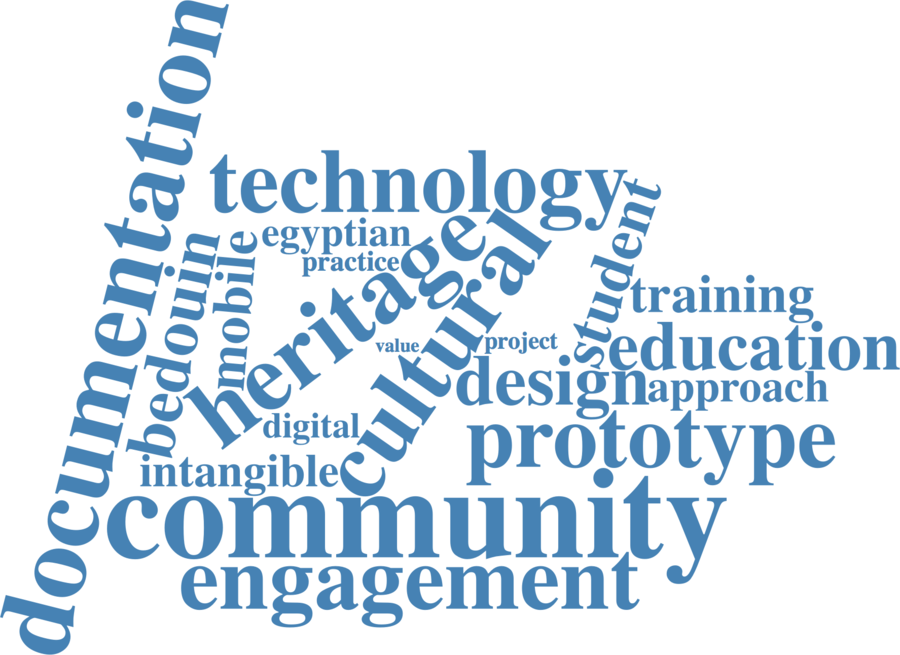 documentation
technology
egyptian
practice
bedouin
mobile
heritage
cultural
student
training
value
project
education
design
approach
digital
prototype
intangible
community
engagement